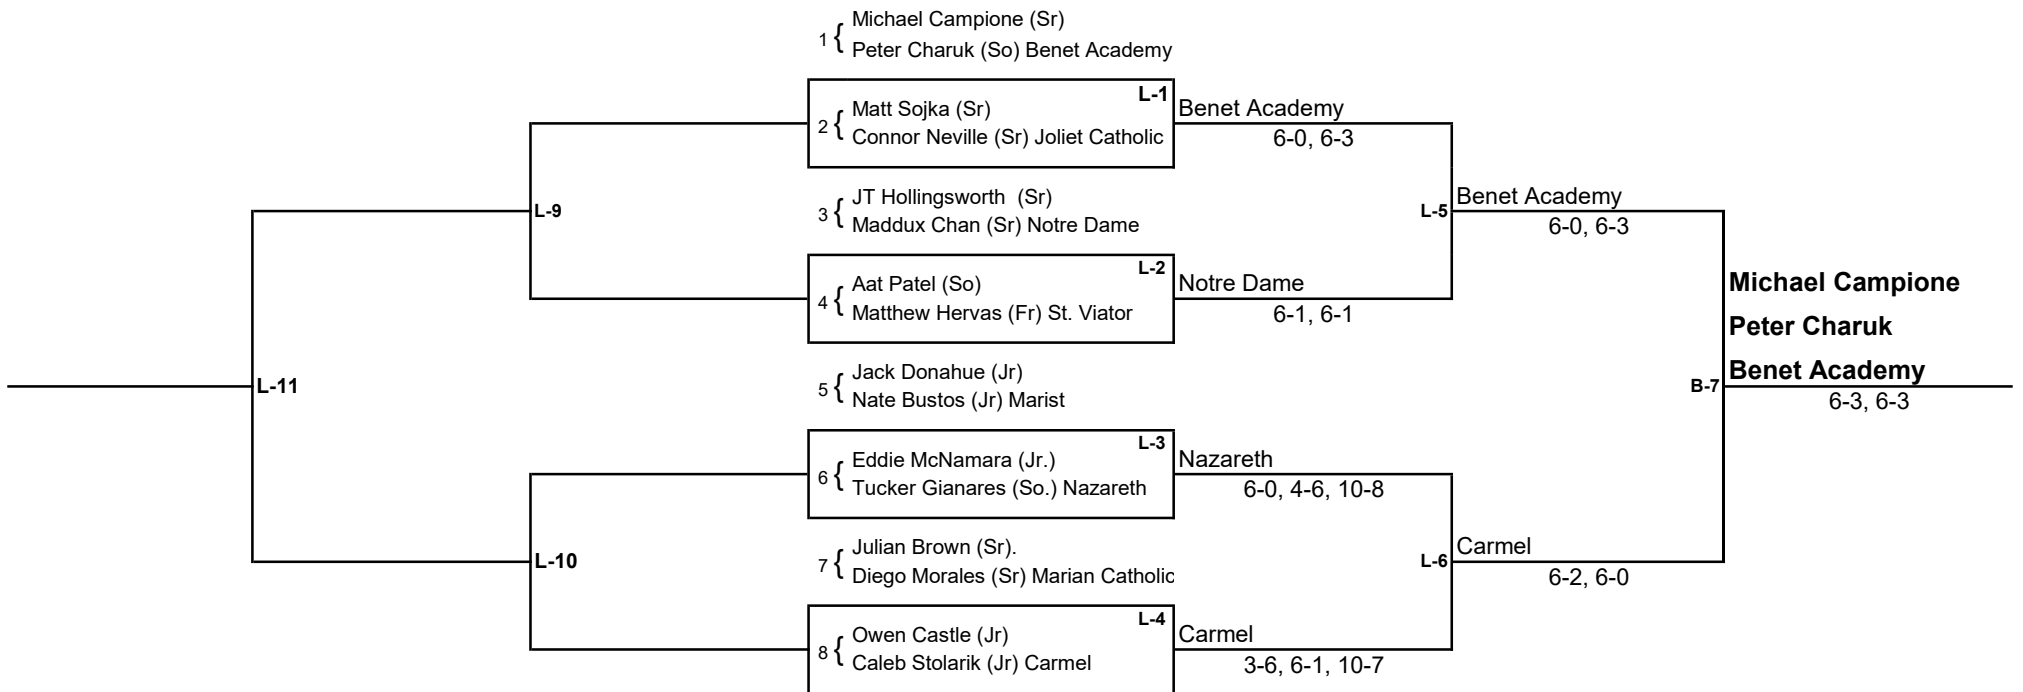 Michael Campione (Sr)
1 {
Peter Charuk (So) Benet Academy
L-1
Matt Sojka (Sr)
2 {
Connor Neville (Sr) Joliet Catholic
Benet Academy
6-0, 6-3
JT Hollingsworth (Sr)
3 {
Maddux Chan (Sr) Notre Dame
L-9
L-5
Benet Academy
6-0, 6-3
L-2
Aat Patel (So)
4 {
Matthew Hervas (Fr) St. Viator
Notre Dame
6-1, 6-1
Michael Campione
Peter Charuk
Benet Academy
Jack Donahue (Jr)
5 {
Nate Bustos (Jr) Marist
L-11
B-7
6-3, 6-3
L-3
Eddie McNamara (Jr.)
6 {
Tucker Gianares (So.) Nazareth
Nazareth
6-0, 4-6, 10-8
Julian Brown (Sr).
7 {
Diego Morales (Sr) Marian Catholic
L-10
L-6
Carmel
6-2, 6-0
L-4
Owen Castle (Jr)
8 {
Caleb Stolarik (Jr) Carmel
Carmel
3-6, 6-1, 10-7